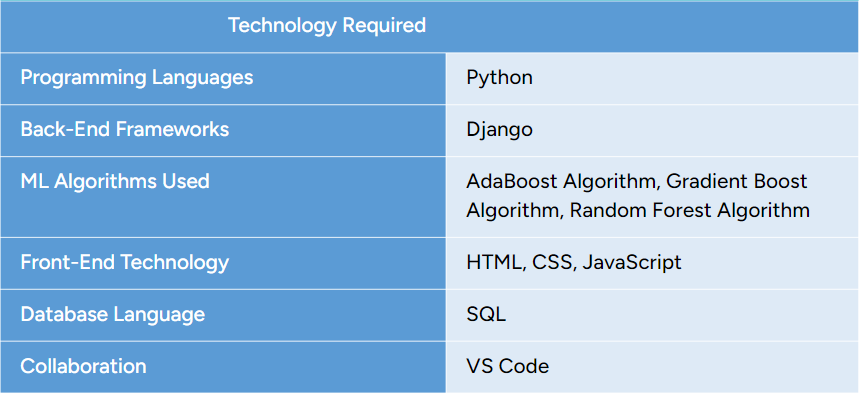 Technology Required
Programming Languages Python
Back-End Frameworks Django
ML Algorithms Used AdaBoost Algorithm, Gradient Boost
Algorithm, Random Forest Algorithm
Front-End Technology HTML, CSS, JavaScript
Database Language SQL
Collaboration VS Code